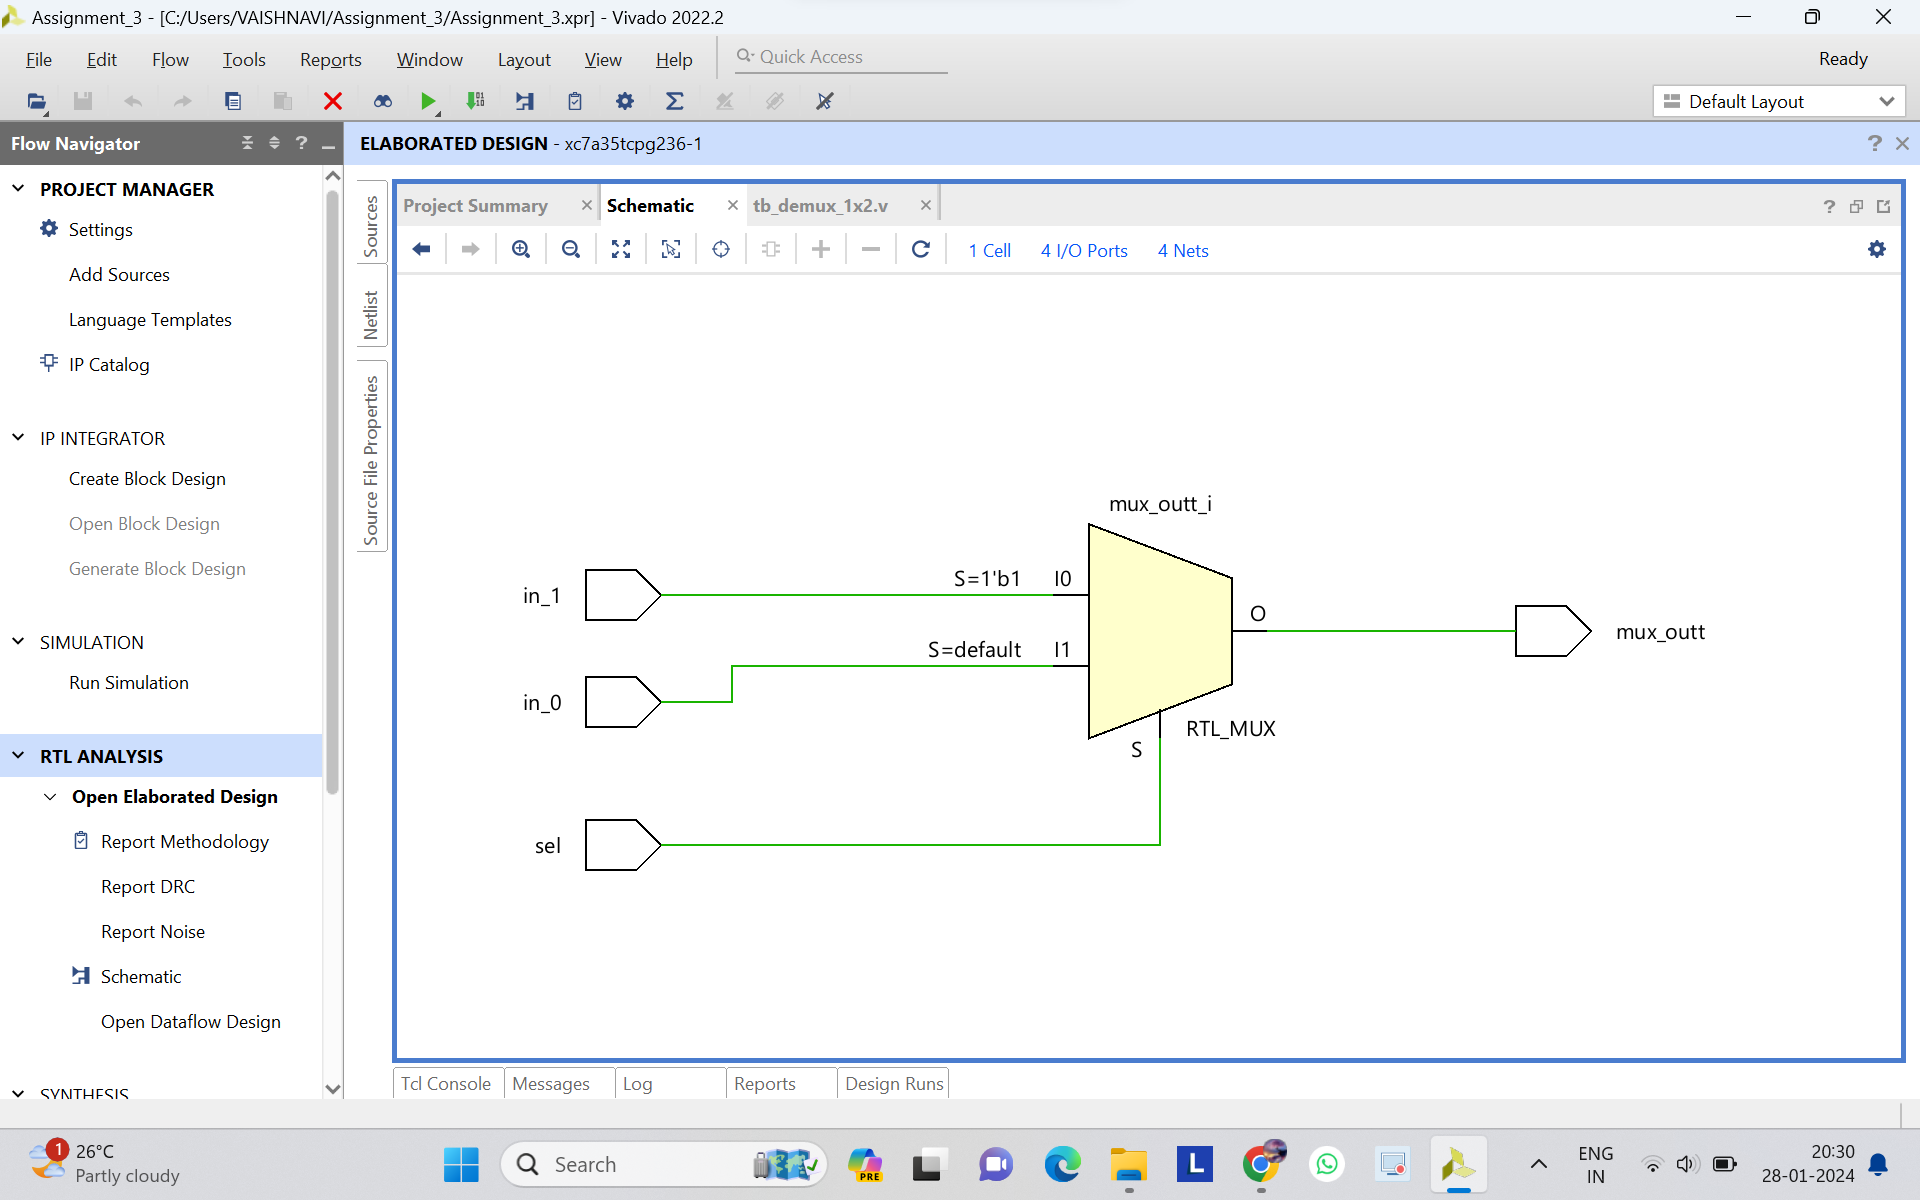 Assignment_3 - [C:/Users/VAISHNAVI/Assignment_3/Assignment_3.xpr] - Vivado 2022.2
File Edit Flow Tools Reports Window Layout View Help Quick Access Ready
Default Layout
Flow Navigator
ELABORATED DESIGN - xc7a35tcpg236-1
PROJECT MANAGER
Settings
Add Sources
Language Templates
IP Catalog
IP INTEGRATOR
Create Block Design
Open Block Design
Generate Block Design
SIMULATION
Run Simulation
RTL ANALYSIS
Open Elaborated Design
Report Methodology
Report DRC
Report Noise
Schematic
Open Dataflow Design
SYNTHESIS
Sources
Netlist
Source File Properties
Project Summary Schematic tb_demux_1x2.v
1 Cell 4 I/O Ports 4 Nets
mux_outt_i
in_1 S=1'b1 I0
O
mux_outt
S=default I1
in_0
RTL_MUX
S
sel
Tcl Console Messages Log Reports Design Runs
1
26°C
Partly cloudy
Search
PRE
L
ENG
IN
20:30
28-01-2024